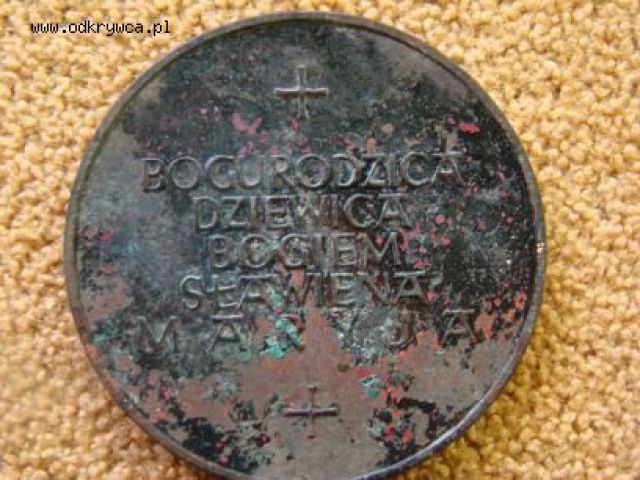 www.odkrywca.pl
BOGURODZICA
DZIEWICA
BOGIEM
SŁAWIENA
MARYJA